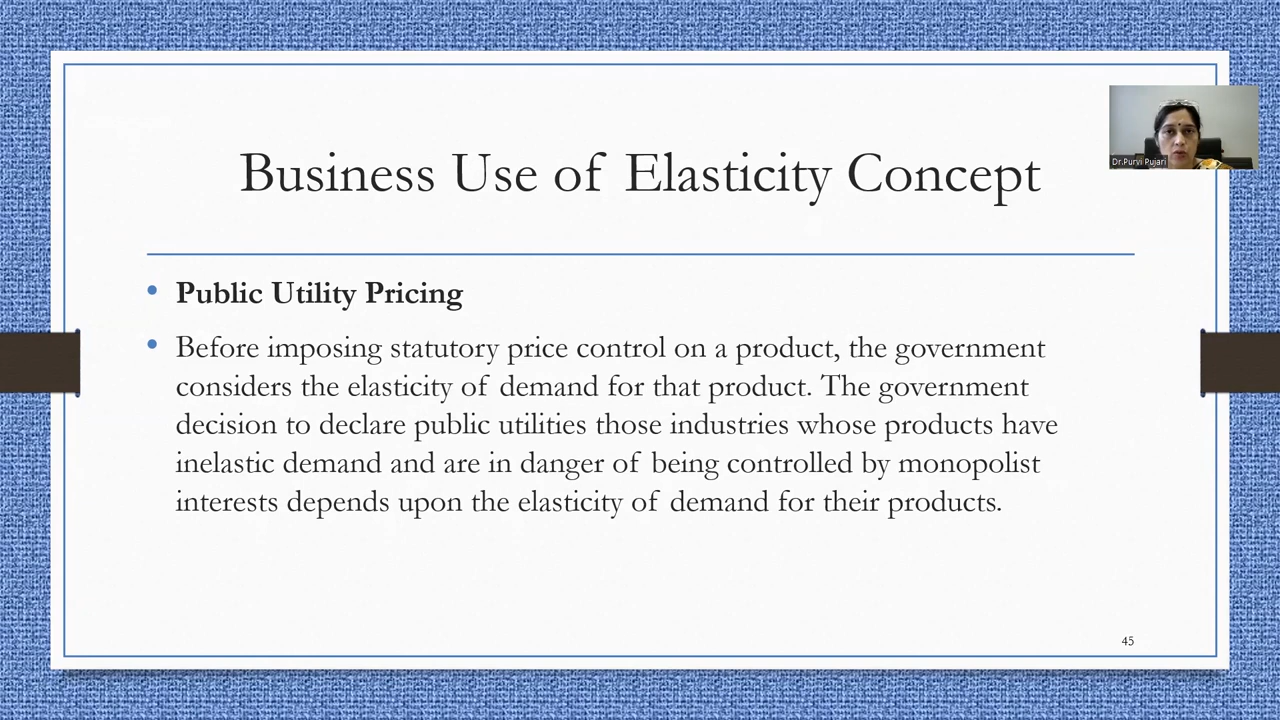 Business Use of Elasticity Concept
Dr.Purvi Pujari
• Public Utility Pricing
• Before imposing statutory price control on a product, the government
considers the elasticity of demand for that product. The government
decision to declare public utilities those industries whose products have
inelastic demand and are in danger of being controlled by monopolist
interests depends upon the elasticity of demand for their products.
45